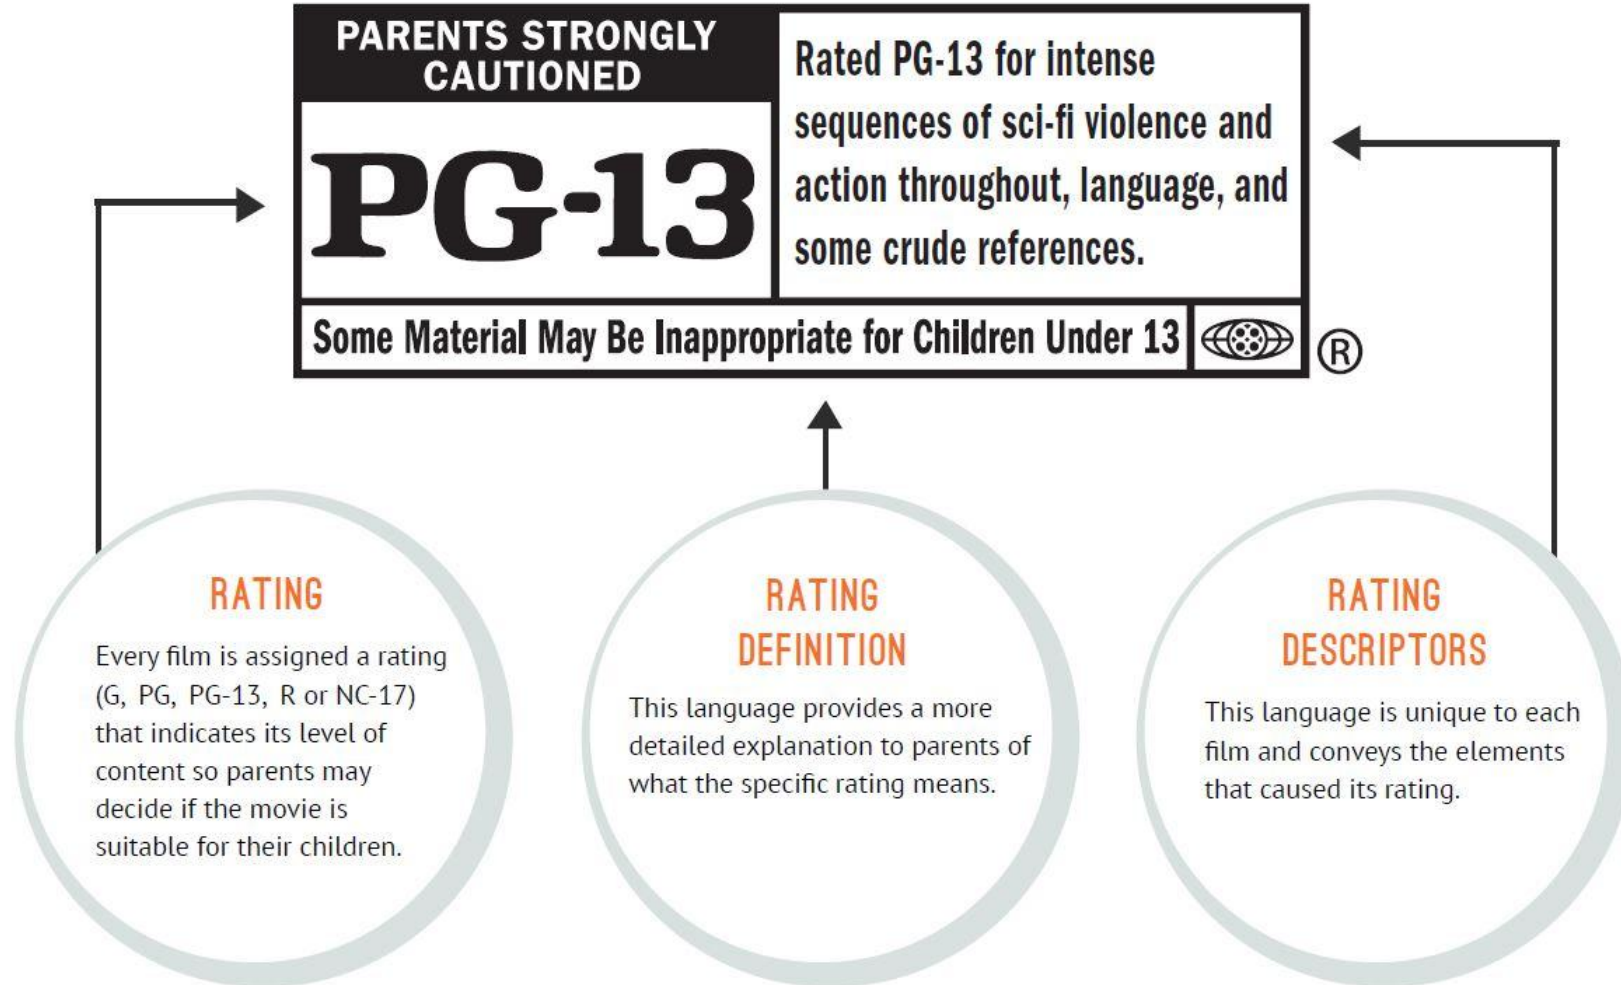 PARENTS STRONGLY
CAUTIONED
PG-13
Rated PG-13 for intense
sequences of sci-fi violence and
action throughout, language, and
some crude references.
Some Material May Be Inappropriate for Children Under 13
®
RATING
Every film is assigned a rating
(G, PG, PG-13, R or NC-17)
that indicates its level of
content so parents may
decide if the movie is
suitable for their children.
RATING
DEFINITION
This language provides a more
detailed explanation to parents of
what the specific rating means.
RATING
DESCRIPTORS
This language is unique to each
film and conveys the elements
that caused its rating.